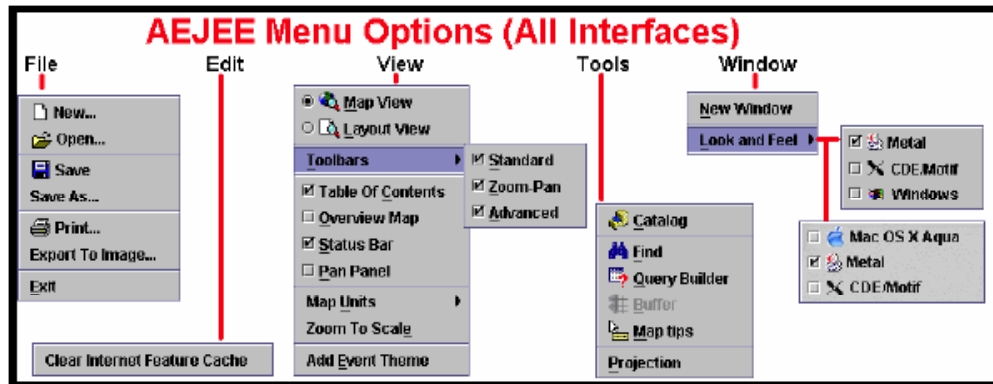 AEJEE Menu Options (All Interfaces)
File Edit View Tools Window
New...
Open...
Save
Save As...
Print...
Export To Image...
Exit
Clear Internet Feature Cache
Map View
Layout View
Toolbars
Table Of Contents
Overview Map
Status Bar
Pan Panel
Map Units
Zoom To Scale
Add Event Theme
Standard
Zoom-Pan
Advanced
Catalog
Find
Query Builder
Buffer
Map tips
Projection
New Window
Look and Feel
Metal
CDE/Motif
Windows
Mac OS X Aqua
Metal
CDE/Motif